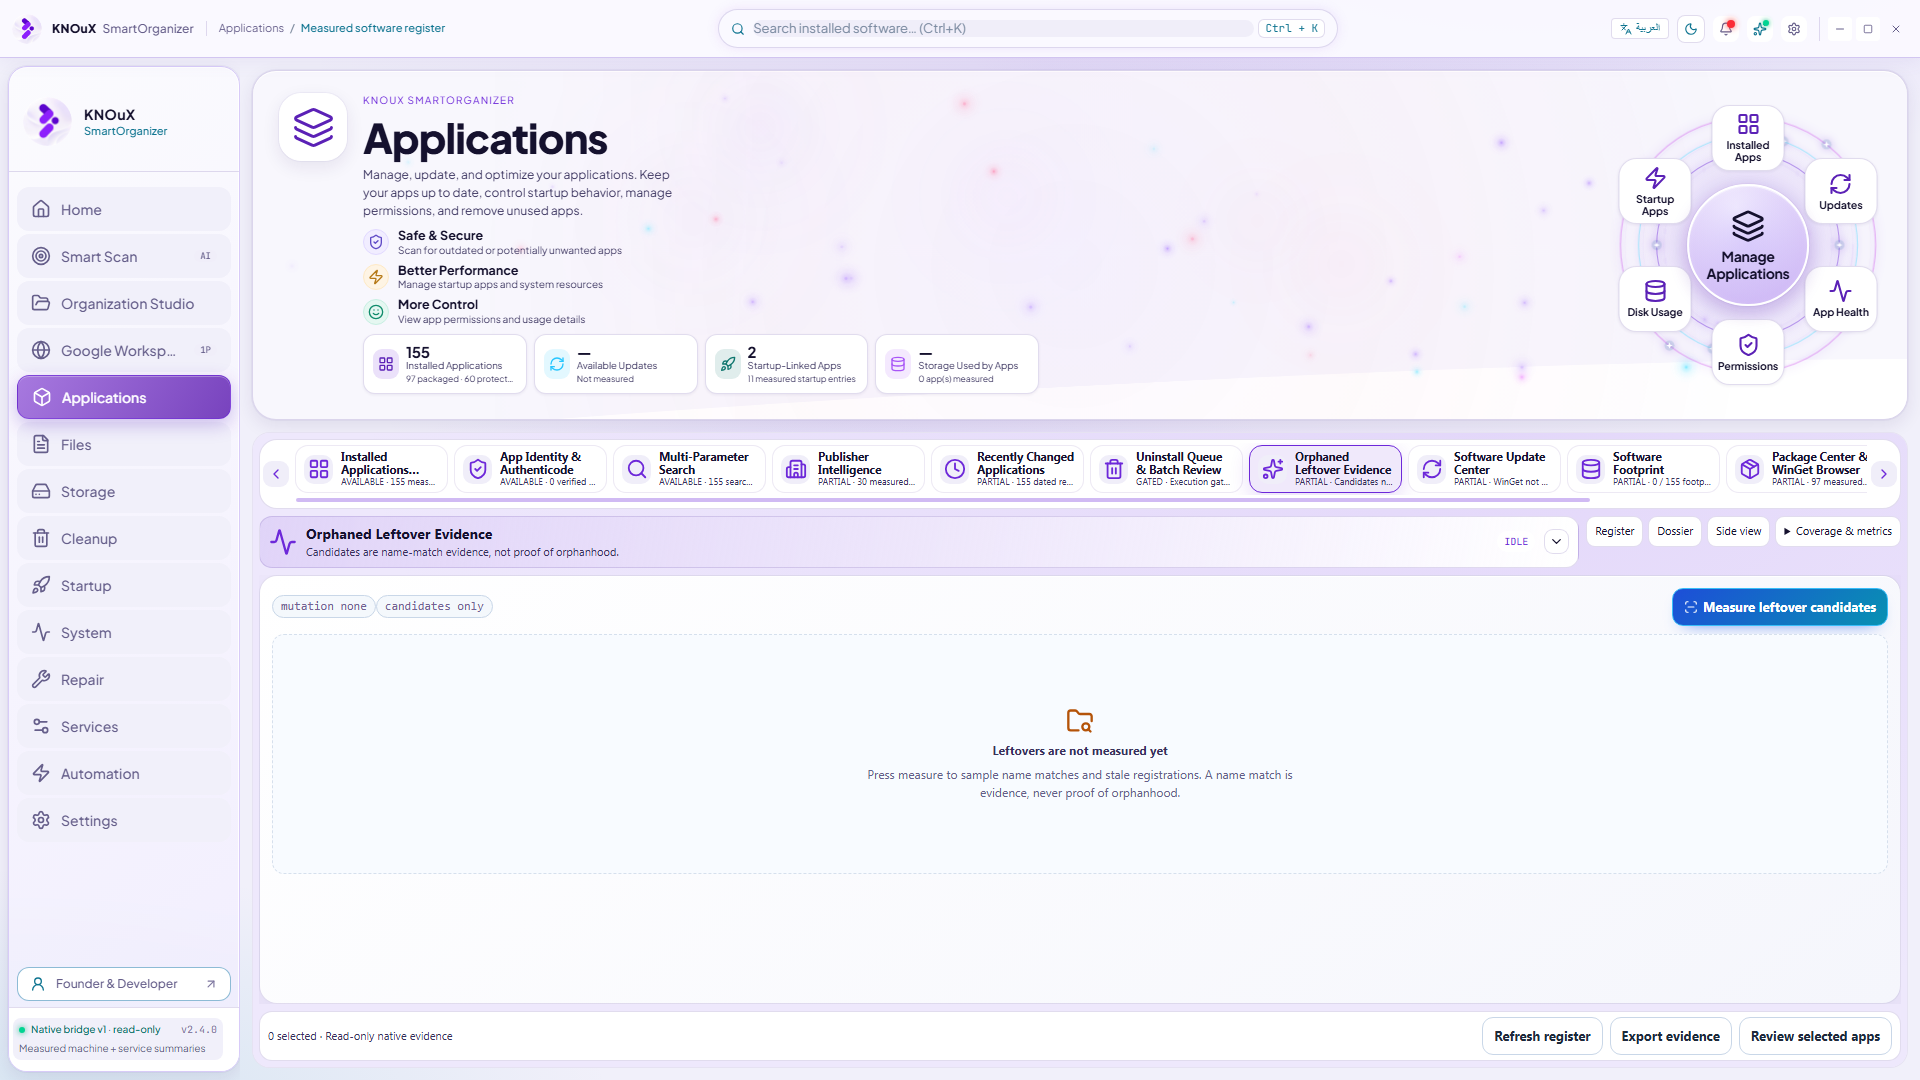 KNOuX SmartOrganizer
Applications / Measured software register
Search installed software... (Ctrl+K)
Ctrl + K
العربية
KNOuX
SmartOrganizer
Home
Smart Scan AI
Organization Studio
Google Worksp... 1P
Applications
Files
Storage
Cleanup
Startup
System
Repair
Services
Automation
Settings
Founder & Developer
Native bridge v1 · read-only v2.4.0
Measured machine + service summaries
KNOUX SMARTORGANIZER
Applications
Manage, update, and optimize your applications. Keep
your apps up to date, control startup behavior, manage
permissions, and remove unused apps.
Safe & Secure
Scan for outdated or potentially unwanted apps
Better Performance
Manage startup apps and system resources
More Control
View app permissions and usage details
155
Installed Applications
97 packaged · 60 protect...
—
Available Updates
Not measured
2
Startup-Linked Apps
11 measured startup entries
—
Storage Used by Apps
0 app(s) measured
Installed
Apps
Startup
Apps
Updates
Manage
Applications
Disk Usage
App Health
Permissions
Installed
Applications...
AVAILABLE · 155 meas...
App Identity &
Authenticode
AVAILABLE · 0 verified ...
Multi-Parameter
Search
AVAILABLE · 155 searc...
Publisher
Intelligence
PARTIAL · 30 measured...
Recently Changed
Applications
PARTIAL · 155 dated re...
Uninstall Queue
& Batch Review
GATED · Execution gat...
Orphaned
Leftover Evidence
PARTIAL · Candidates n...
Software Update
Center
PARTIAL · WinGet not ...
Software
Footprint
PARTIAL · 0 / 155 footp...
Package Center &
WinGet Browser
PARTIAL · 97 measured...
Orphaned Leftover Evidence
Candidates are name-match evidence, not proof of orphanhood.
IDLE
Register
Dossier
Side view
Coverage & metrics
mutation none
candidates only
Measure leftover candidates
Leftovers are not measured yet
Press measure to sample name matches and stale registrations. A name match is
evidence, never proof of orphanhood.
0 selected · Read-only native evidence
Refresh register
Export evidence
Review selected apps